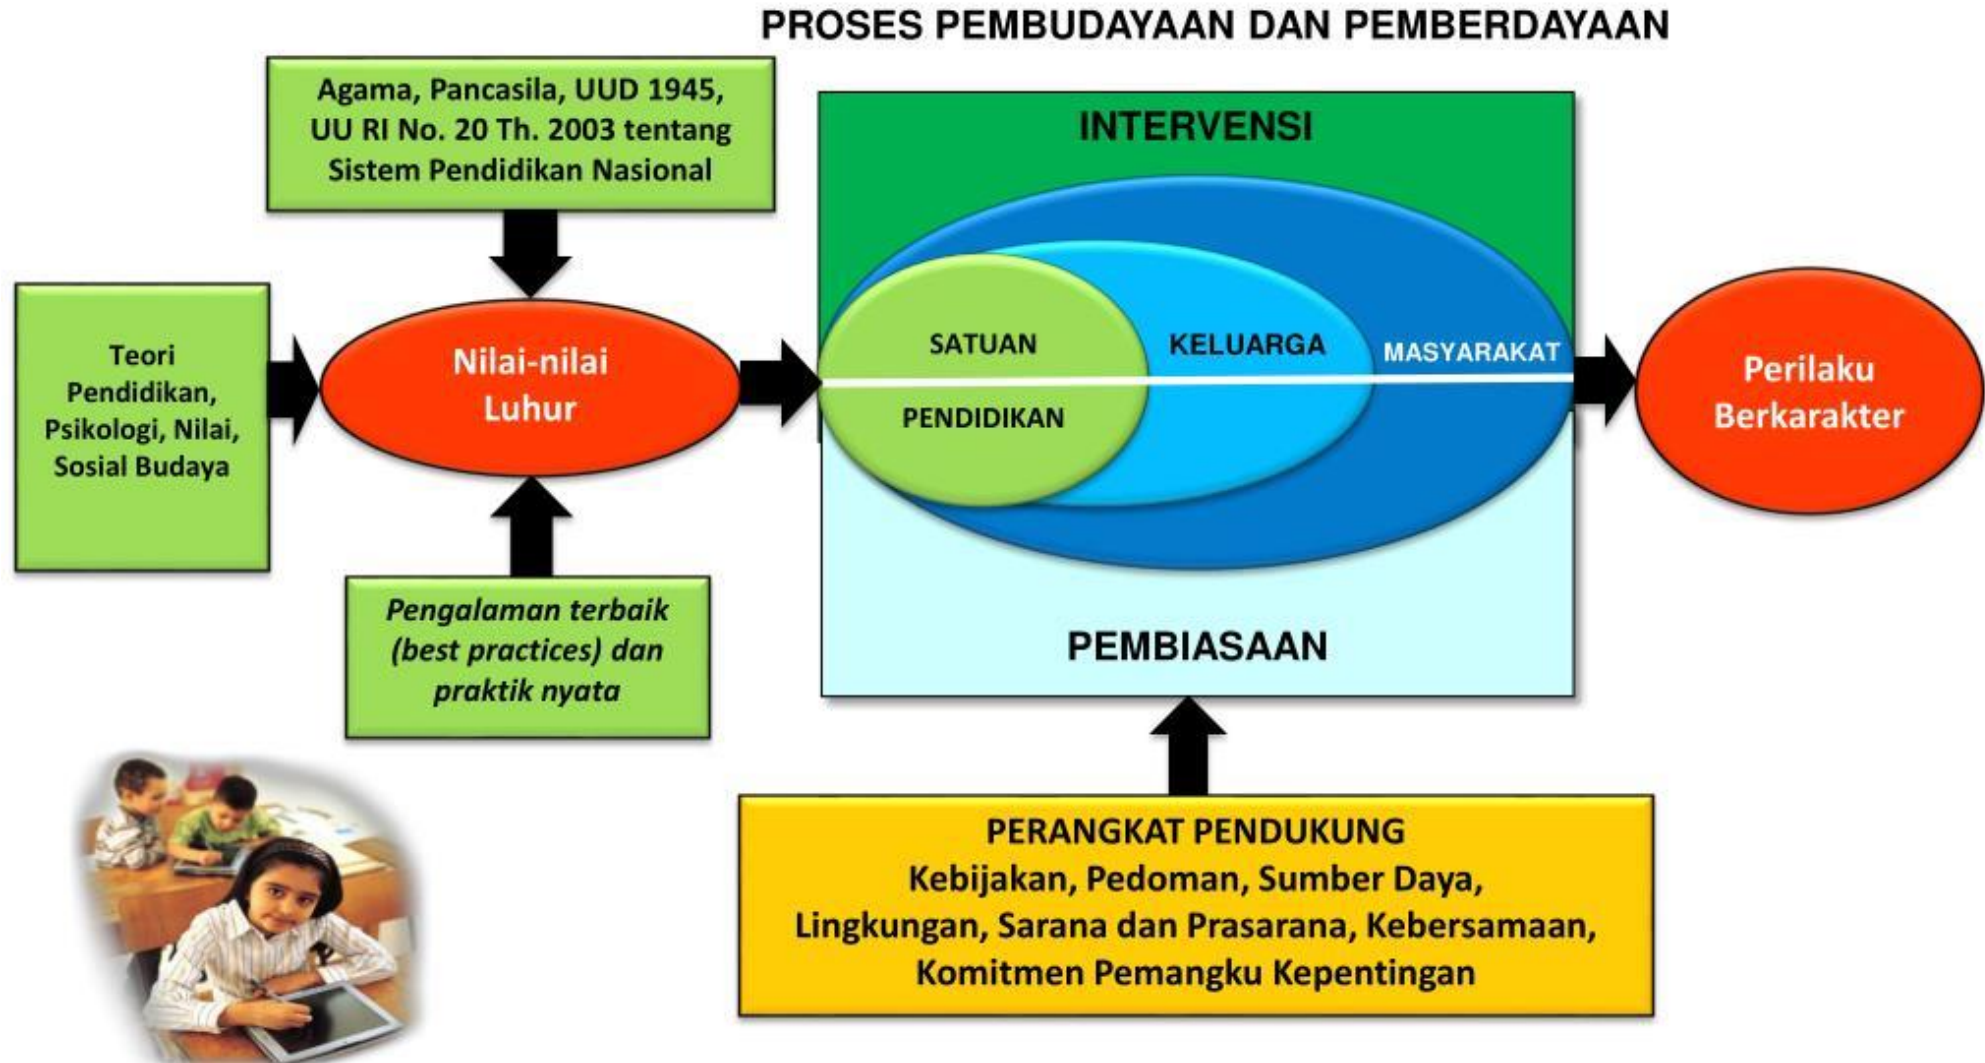 PROSES PEMBUDAYAAN DAN PEMBERDAYAAN
Agama, Pancasila, UUD 1945,
UU RI No. 20 Th. 2003 tentang
Sistem Pendidikan Nasional
Teori
Pendidikan,
Psikologi, Nilai,
Sosial Budaya
Nilai-nilai
Luhur
Pengalaman terbaik
(best practices) dan
praktik nyata
INTERVENSI
SATUAN
PENDIDIKAN
KELUARGA
MASYARAKAT
PEMBIASAAN
Perilaku
Berkarakter
PERANGKAT PENDUKUNG
Kebijakan, Pedoman, Sumber Daya,
Lingkungan, Sarana dan Prasarana, Kebersamaan,
Komitmen Pemangku Kepentingan